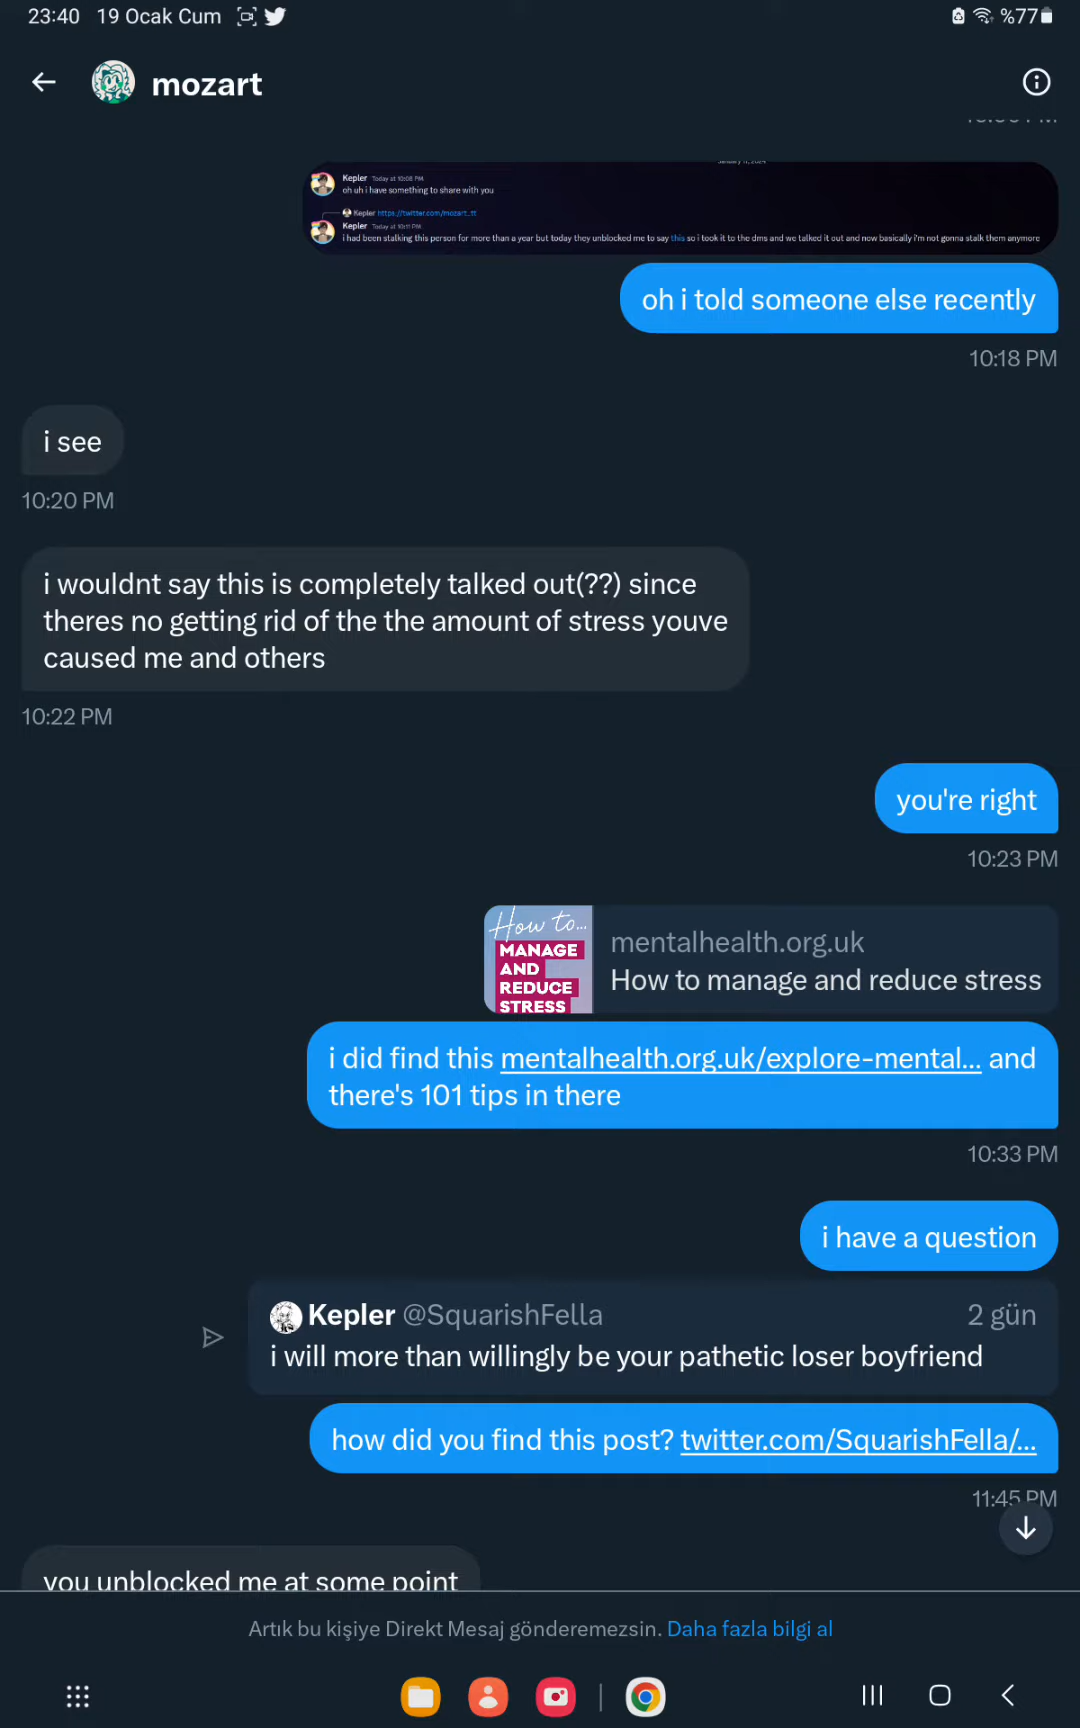 23:40 19 Ocak Cum %77
mozart
January 11, 2024
Kepler Today at 10:08 PM
oh uh i have something to share with you
Kepler https://twitter.com/mozart_tt
Kepler Today at 10:11 PM
i had been stalking this person for more than a year but today they unblocked me to say this so i took it to the dms and we talked it out and now basically i'm not gonna stalk them anymore
oh i told someone else recently
10:18 PM
i see
10:20 PM
i wouldnt say this is completely talked out(??) since
theres no getting rid of the the amount of stress youve
caused me and others
10:22 PM
you're right
10:23 PM
How to...
MANAGE
AND
REDUCE
STRESS
mentalhealth.org.uk
How to manage and reduce stress
i did find this mentalhealth.org.uk/explore-mental... and
there's 101 tips in there
10:33 PM
i have a question
Kepler @SquarishFella 2 gün
i will more than willingly be your pathetic loser boyfriend
how did you find this post? twitter.com/SquarishFella/...
11:45 PM
you unblocked me at some point
Artık bu kişiye Direkt Mesaj gönderemezsin. Daha fazla bilgi al